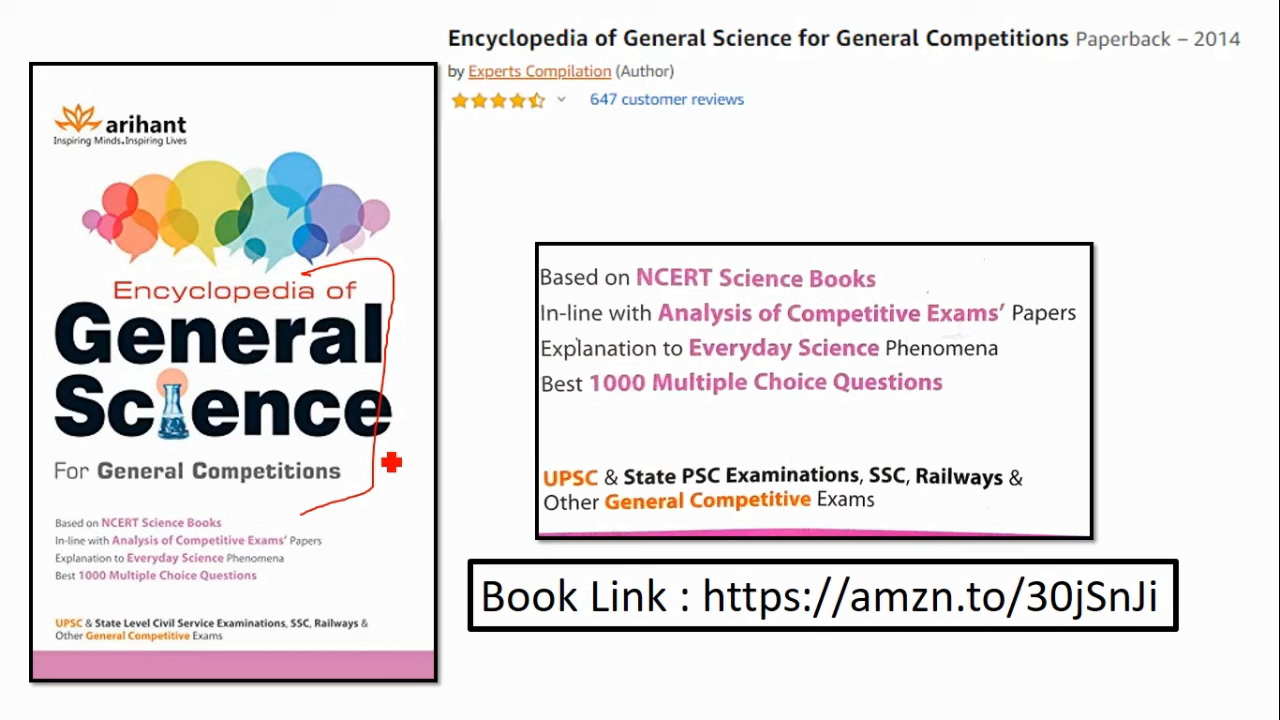 Encyclopedia of General Science for General Competitions Paperback – 2014
by Experts Compilation (Author)
647 customer reviews
arihant
Inspiring Minds.Inspiring Lives
Encyclopedia of
General
Science
For General Competitions
Based on NCERT Science Books
In-line with Analysis of Competitive Exams' Papers
Explanation to Everyday Science Phenomena
Best 1000 Multiple Choice Questions
UPSC & State Level Civil Service Examinations, SSC, Railways &
Other General Competitive Exams
Based on NCERT Science Books
In-line with Analysis of Competitive Exams' Papers
Explanation to Everyday Science Phenomena
Best 1000 Multiple Choice Questions
UPSC & State PSC Examinations, SSC, Railways &
Other General Competitive Exams
Book Link : https://amzn.to/30jSnJi